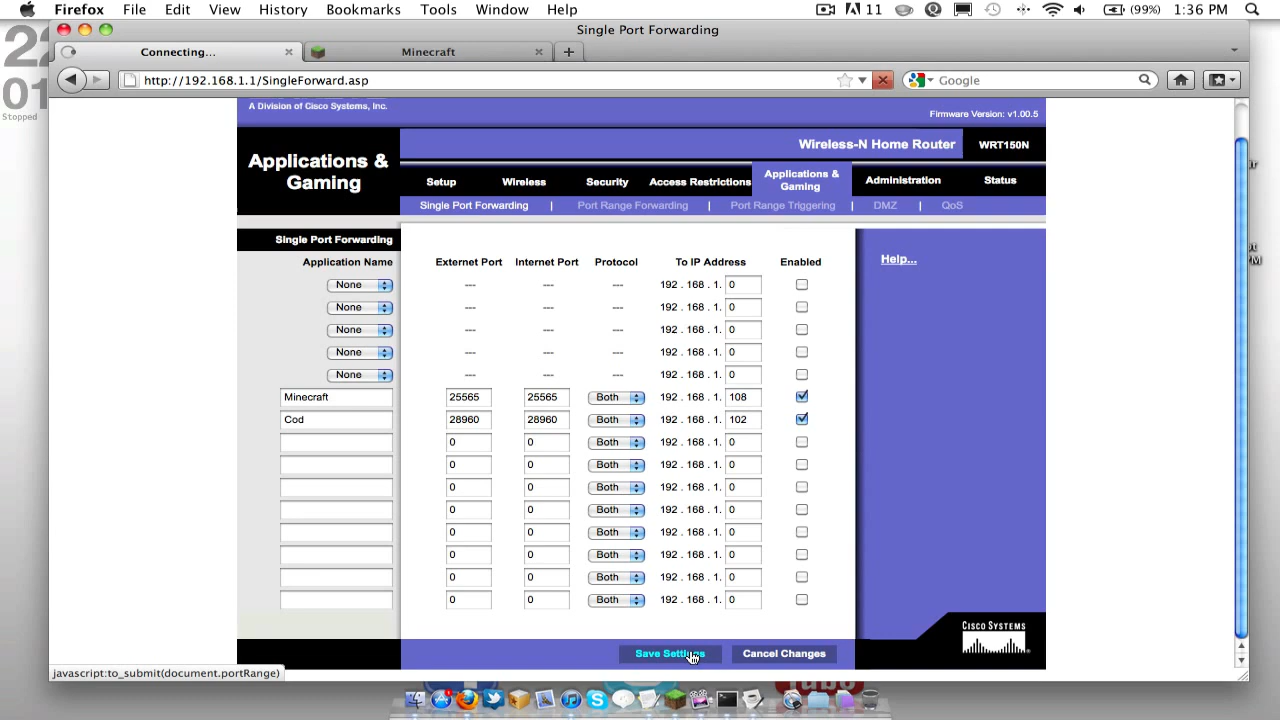 Firefox File Edit View History Bookmarks Tools Window Help 11 (99%) 1:36 PM
Single Port Forwarding
Connecting... Minecraft
http://192.168.1.1/SingleForward.asp Google
Stopped
A Division of Cisco Systems, Inc.
Firmware Version: v1.00.5
Wireless-N Home Router WRT150N
Applications & Gaming
Setup Wireless Security Access Restrictions Applications & Gaming Administration Status
Single Port Forwarding | Port Range Forwarding | Port Range Triggering | DMZ | QoS
Single Port Forwarding
Help...
Application Name Externet Port Internet Port Protocol To IP Address Enabled
None --- --- --- 192 . 168 . 1. 0
None --- --- --- 192 . 168 . 1. 0
None --- --- --- 192 . 168 . 1. 0
None --- --- --- 192 . 168 . 1. 0
None --- --- --- 192 . 168 . 1. 0
Minecraft 25565 25565 Both 192 . 168 . 1. 108
Cod 28960 28960 Both 192 . 168 . 1. 102
0 0 Both 192 . 168 . 1. 0
0 0 Both 192 . 168 . 1. 0
0 0 Both 192 . 168 . 1. 0
0 0 Both 192 . 168 . 1. 0
0 0 Both 192 . 168 . 1. 0
0 0 Both 192 . 168 . 1. 0
0 0 Both 192 . 168 . 1. 0
0 0 Both 192 . 168 . 1. 0
CISCO SYSTEMS
Save Settings Cancel Changes
javascript:to_submit(document.portRange)